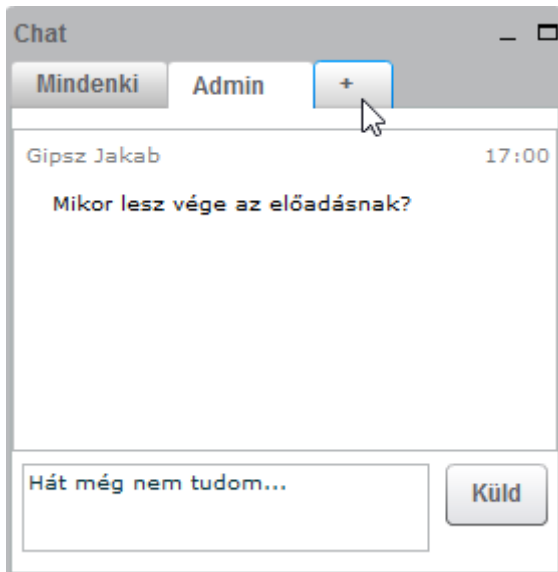 Chat
Mindenki Admin +
Gipsz Jakab 17:00
Mikor lesz vége az előadásnak?
Hát még nem tudom...
Küld